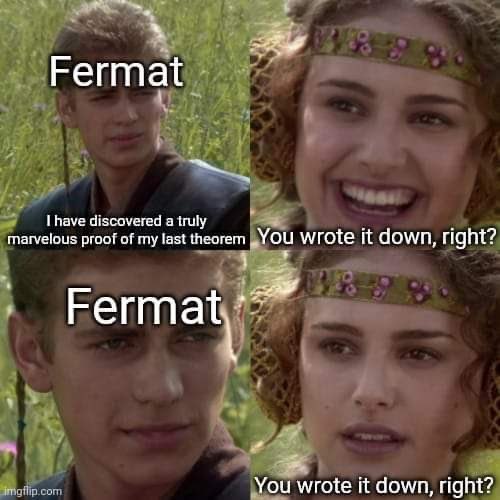 Fermat
I have discovered a truly
marvelous proof of my last theorem
You wrote it down, right?
Fermat
You wrote it down, right?
imgflip.com